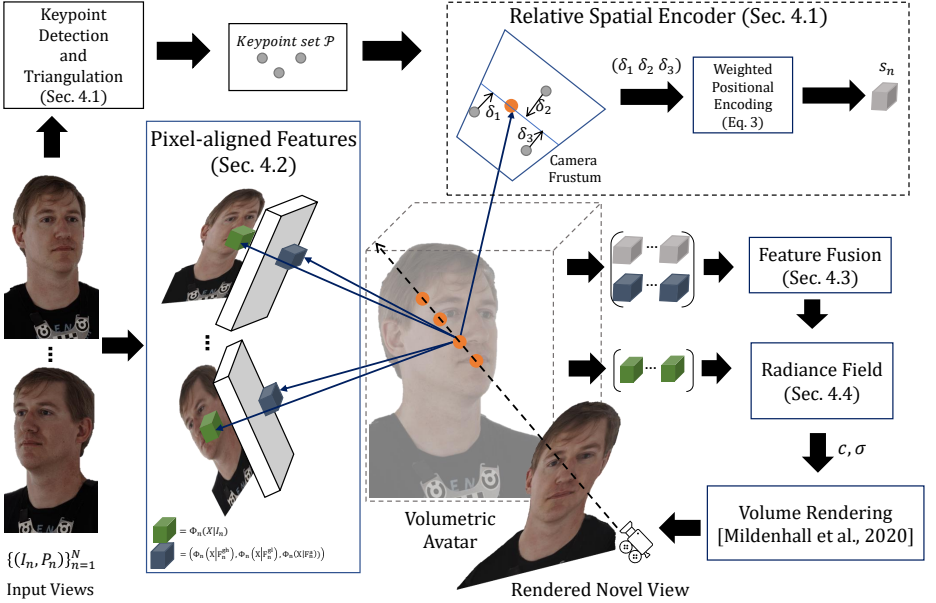 Keypoint
Detection
and
Triangulation
(Sec. 4.1)
Keypoint set 𝒫
Relative Spatial Encoder (Sec. 4.1)
δ₁
δ₂
δ₃
Camera
Frustum
(δ₁ δ₂ δ₃)
Weighted
Positional
Encoding
(Eq. 3)
sₙ
Pixel-aligned Features
(Sec. 4.2)
...
...
= Φₙ(X|Iₙ)
{(Iₙ, Pₙ)}ₙ₌₁ᴺ
Input Views
Volumetric
Avatar
Rendered Novel View
...
...
Feature Fusion
(Sec. 4.3)
...
Radiance Field
(Sec. 4.4)
c, σ
Volume Rendering
[Mildenhall et al., 2020]